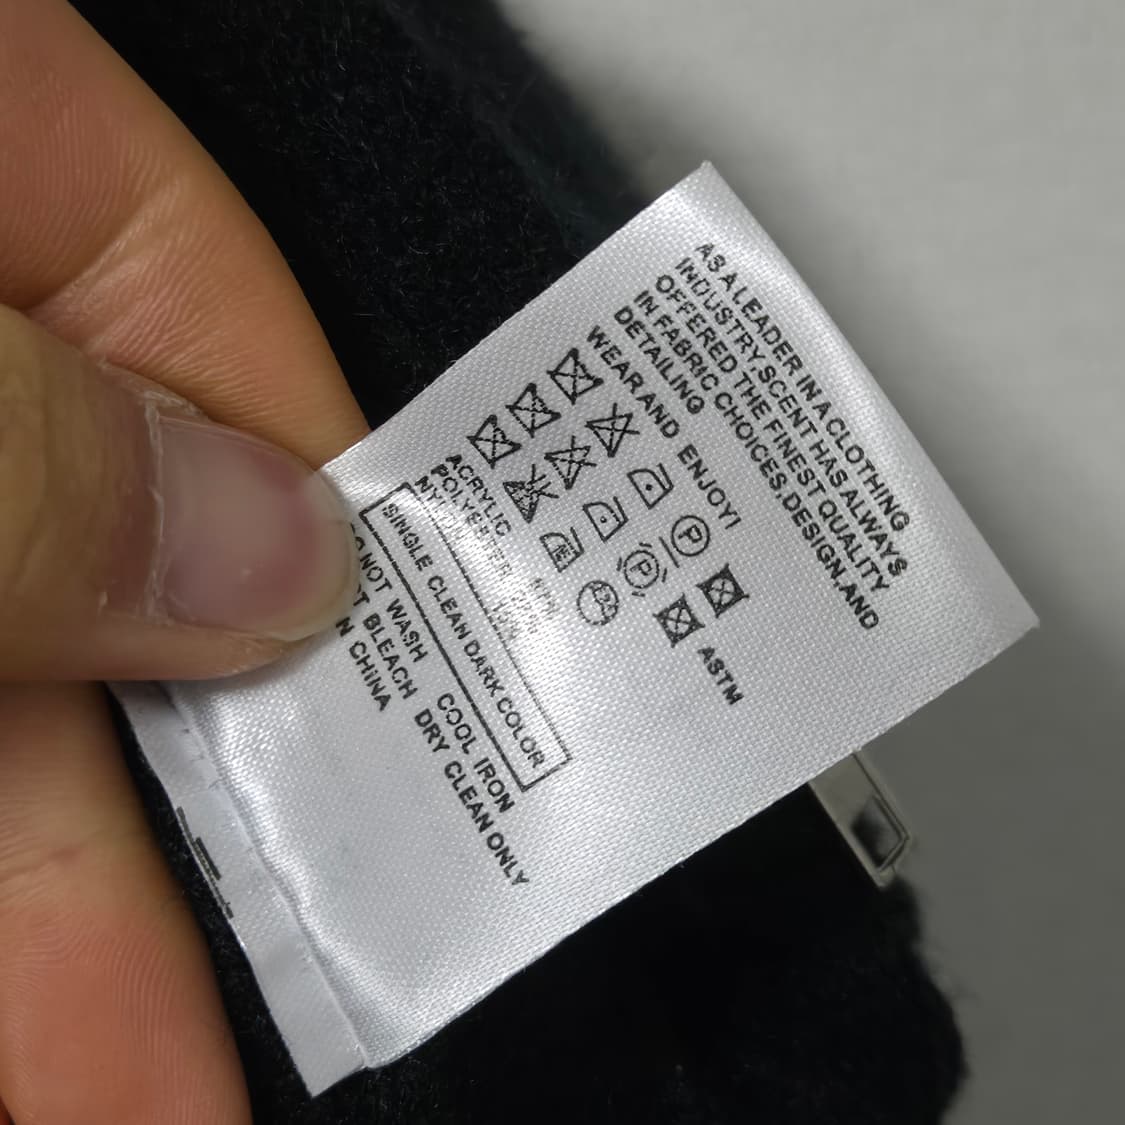 AS A LEADER IN A CLOTHING
INDUSTRY, SCENT HAS ALWAYS
OFFERED THE FINEST QUALITY
IN FABRIC CHOICES, DESIGN, AND
DETAILING
WEAR AND ENJOY!
P
P
ASTM
ACRYLIC
POLYESTER
SINGLE CLEAN DARK COLOR
NOT WASH COOL IRON
BLEACH DRY CLEAN ONLY
CHINA